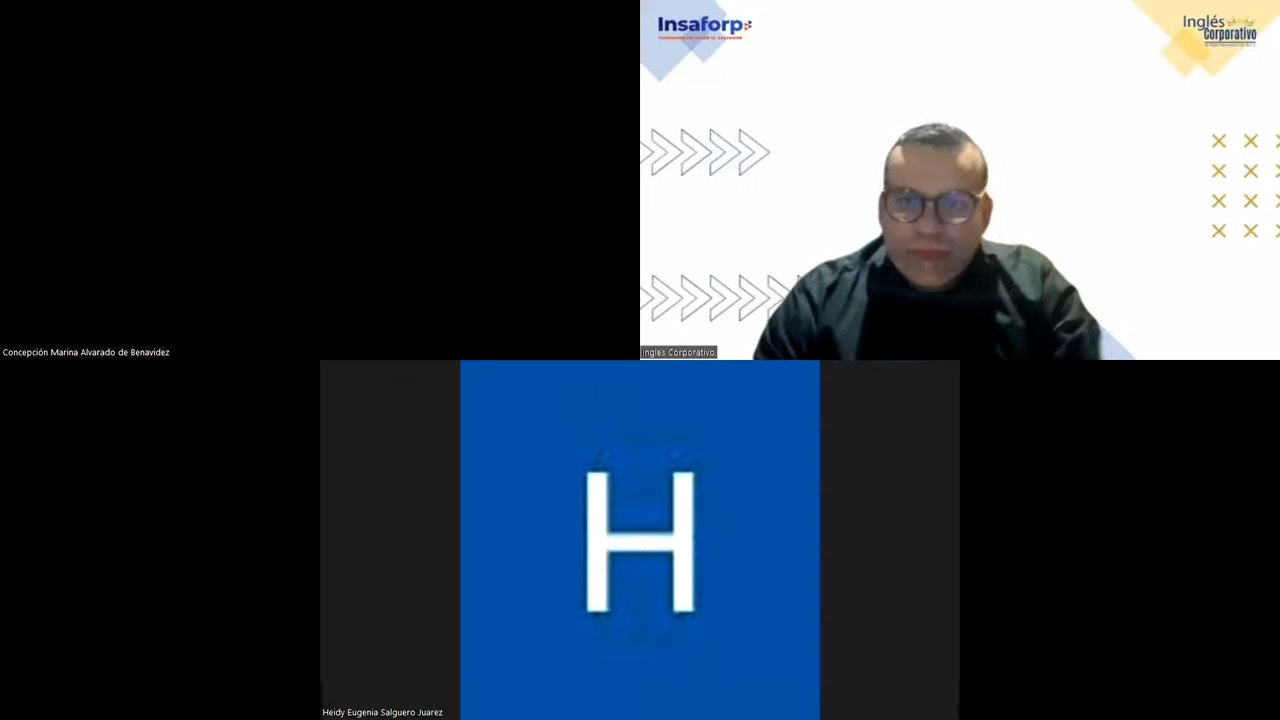 Insaforp
Inglés
Corporativo
Concepción Marina Alvarado de Benavidez
Ingles Corporativo
H
Heidy Eugenia Salguero Juarez